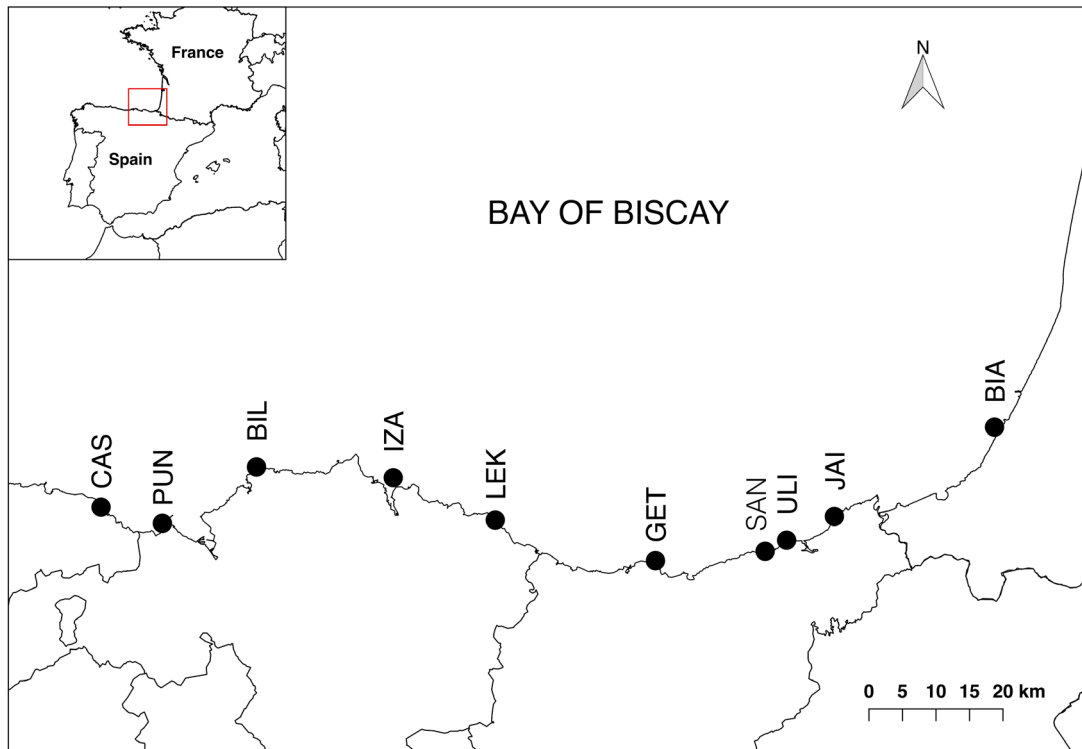 France
Spain
N
BAY OF BISCAY
CAS
PUN
BIL
IZA
LEK
GET
SAN
ULI
JAI
BIA
0 5 10 15 20 km